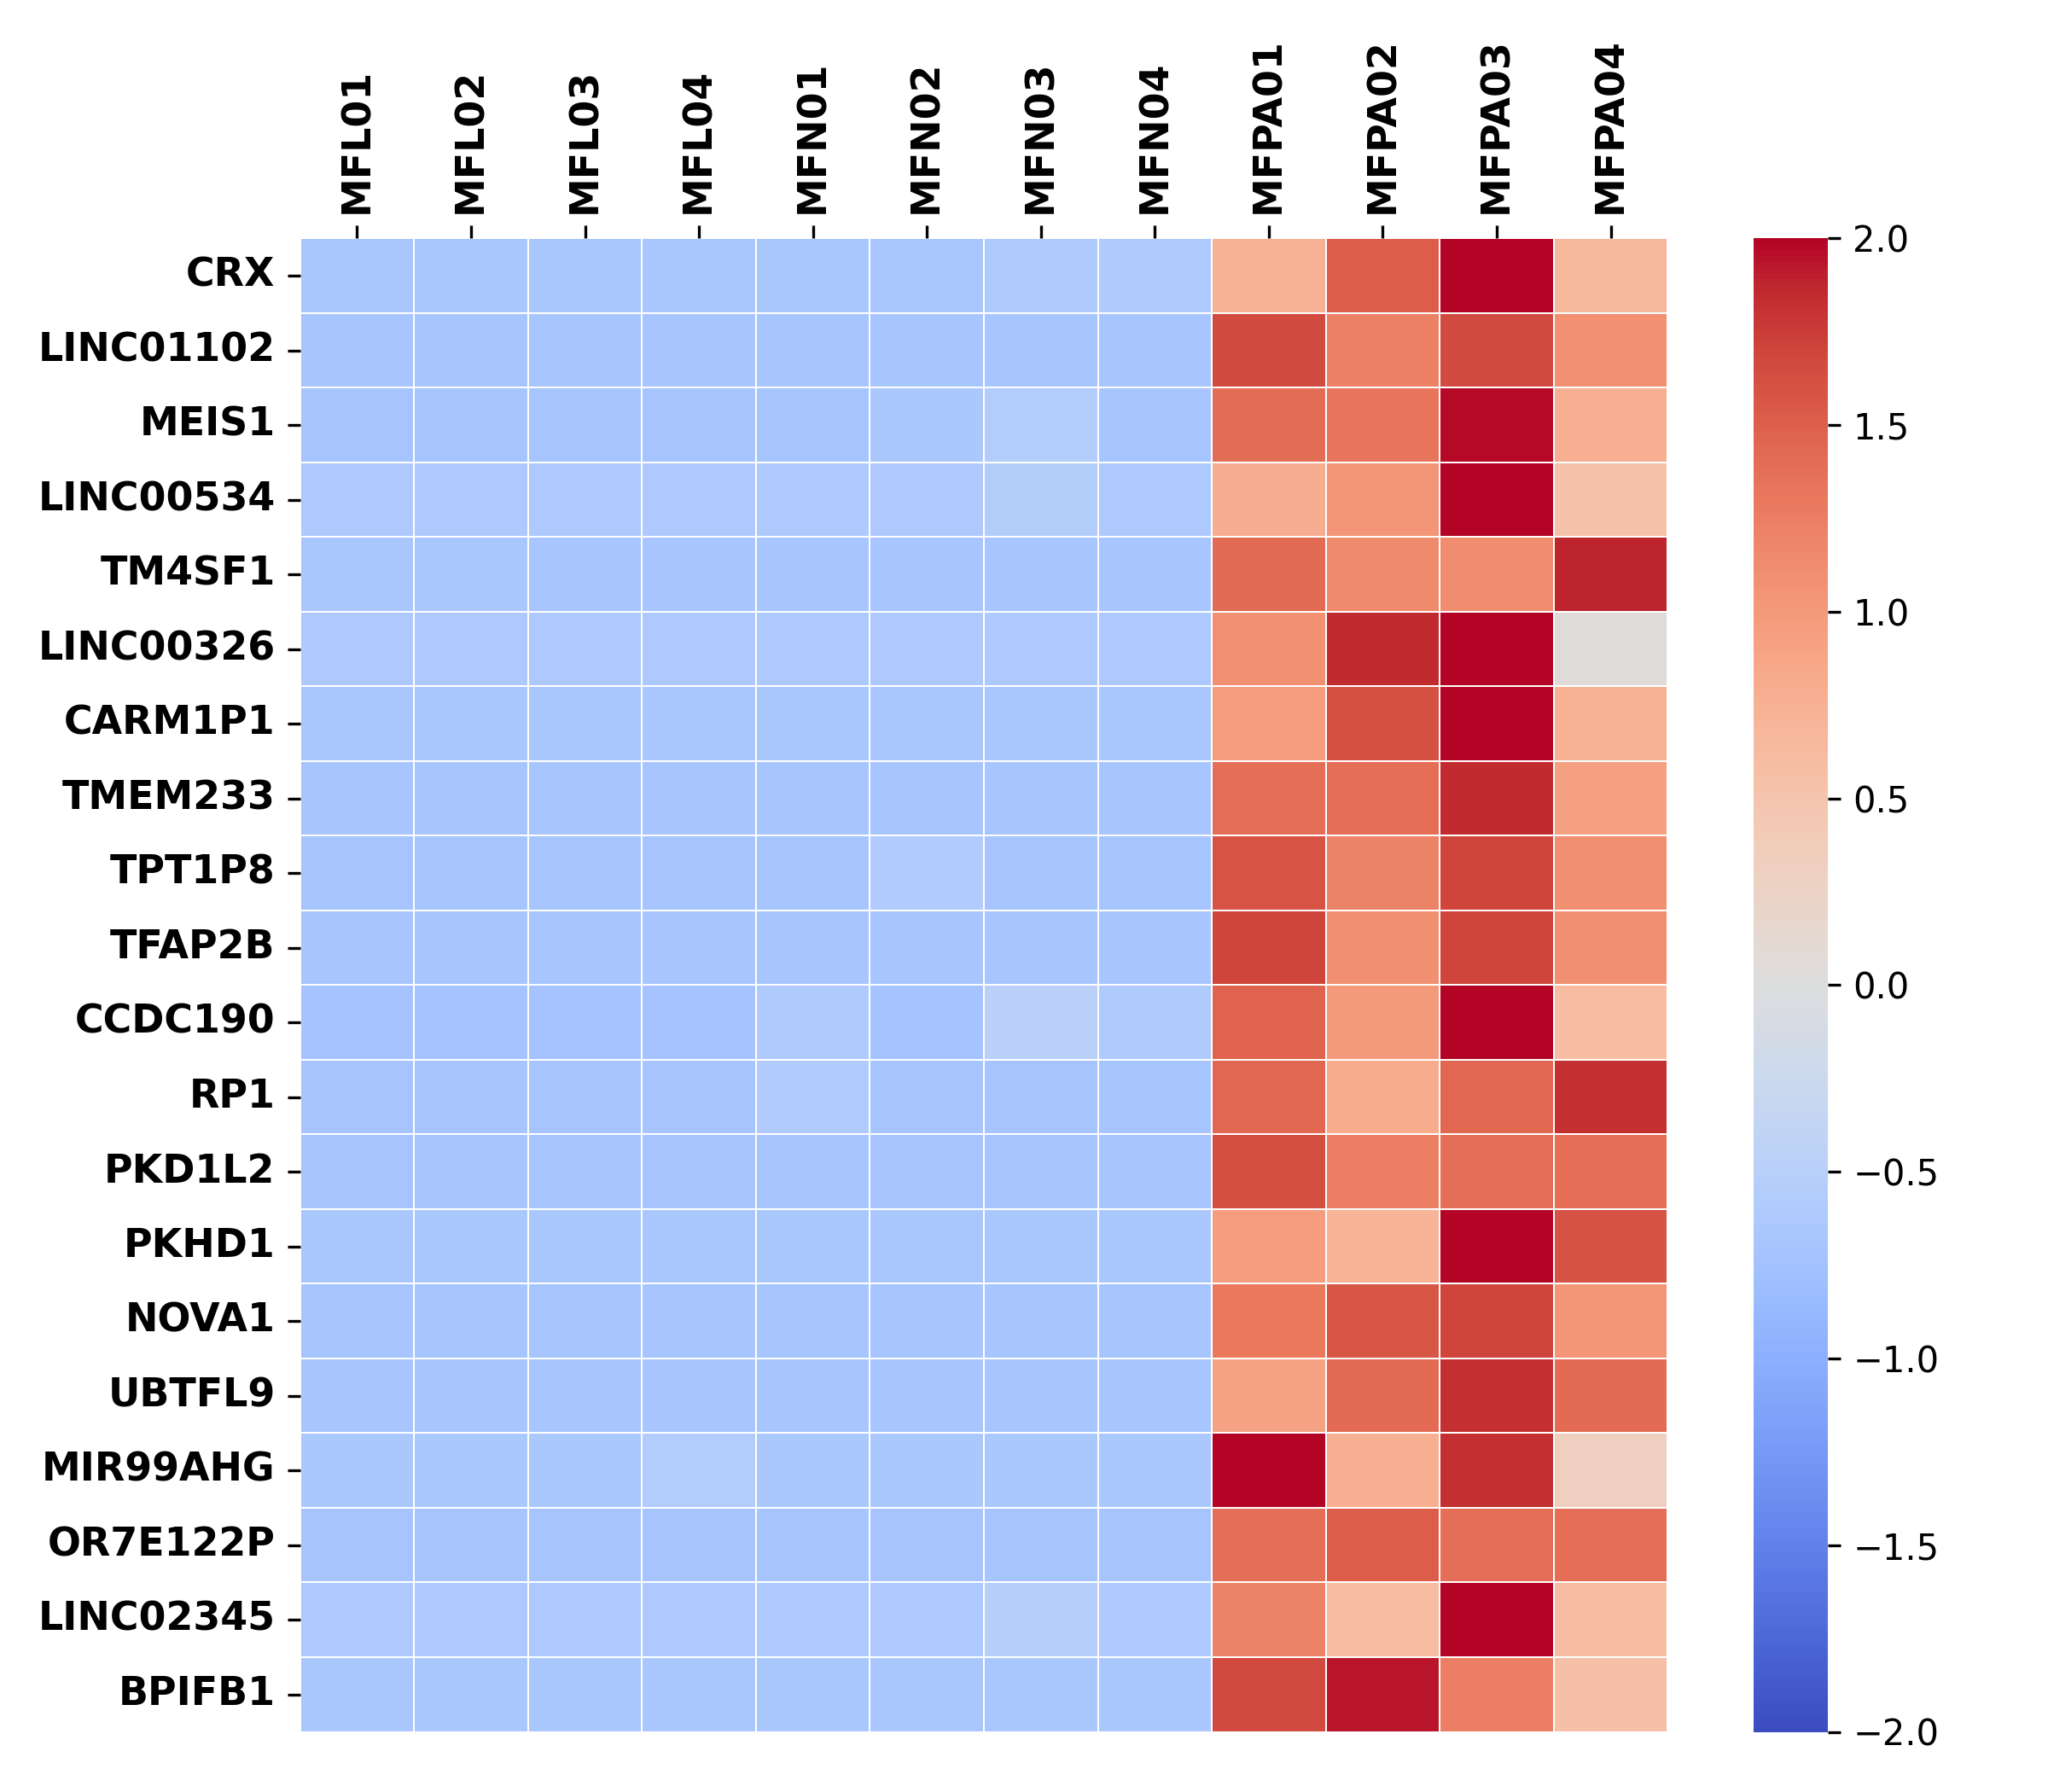 MFL01
MFL02
MFL03
MFL04
MFN01
MFN02
MFN03
MFN04
MFPA01
MFPA02
MFPA03
MFPA04
CRX
LINC01102
MEIS1
LINC00534
TM4SF1
LINC00326
CARM1P1
TMEM233
TPT1P8
TFAP2B
CCDC190
RP1
PKD1L2
PKHD1
NOVA1
UBTFL9
MIR99AHG
OR7E122P
LINC02345
BPIFB1
2.0
1.5
1.0
0.5
0.0
−0.5
−1.0
−1.5
−2.0